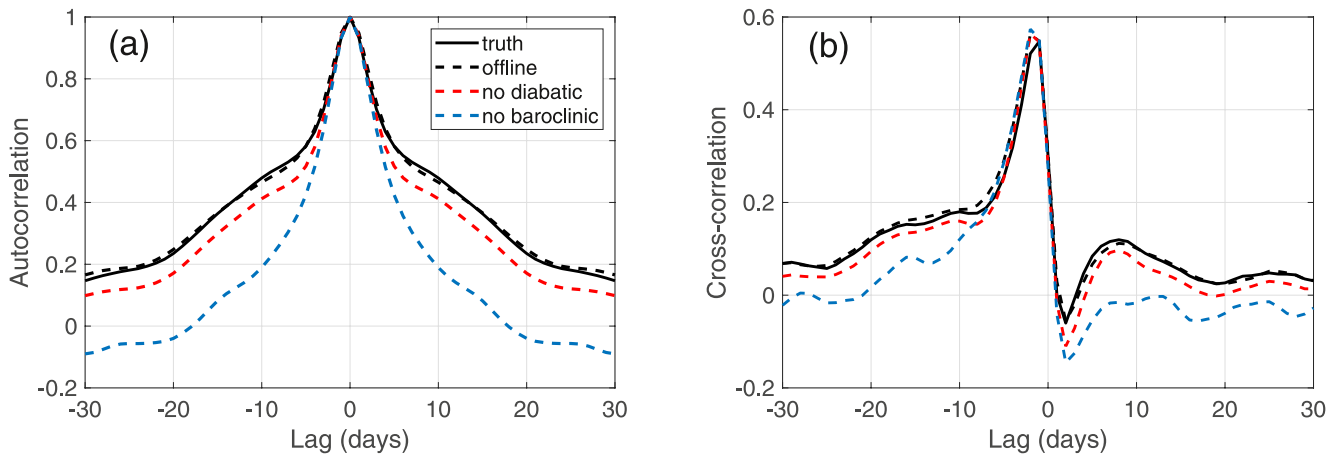 (a)
truth
offline
no diabatic
no baroclinic
Autocorrelation
1
0.8
0.6
0.4
0.2
0
-0.2
-30 -20 -10 0 10 20 30
Lag (days)
(b)
Cross-correlation
0.6
0.4
0.2
0
-0.2
-30 -20 -10 0 10 20 30
Lag (days)